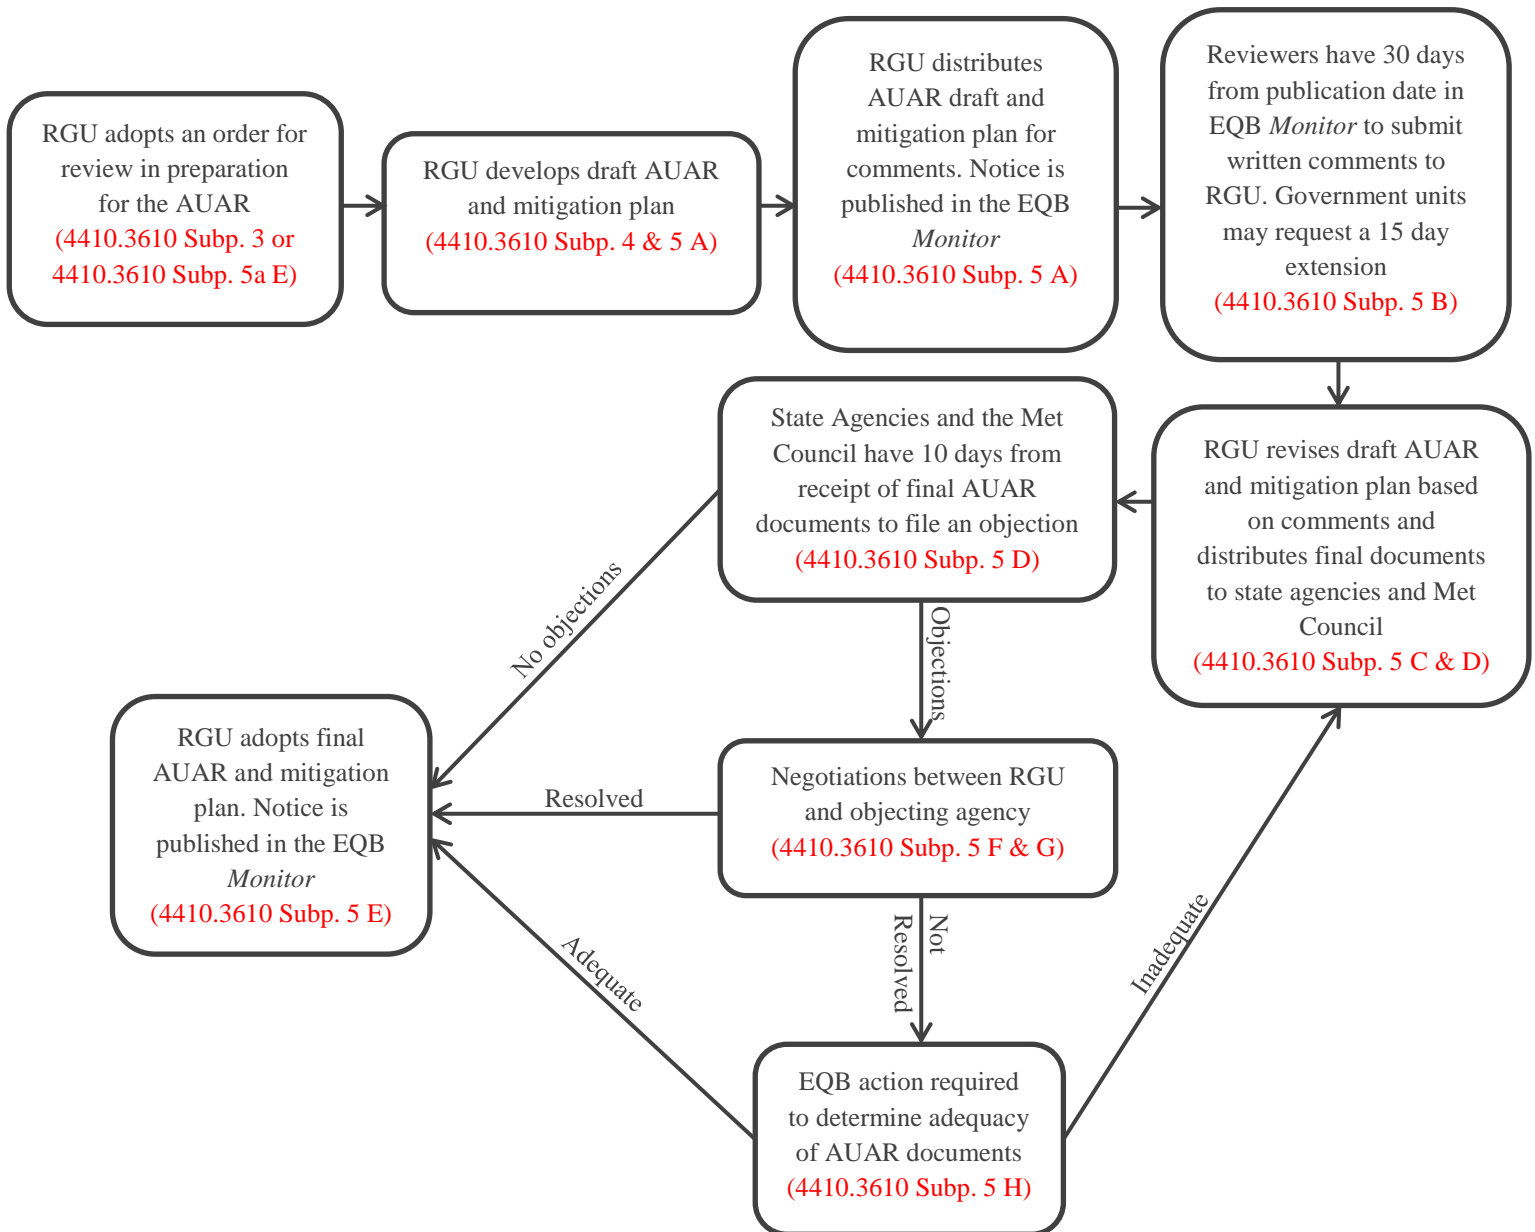 RGU adopts an order for
review in preparation
for the AUAR
(4410.3610 Subp. 3 or
4410.3610 Subp. 5a E)
RGU develops draft AUAR
and mitigation plan
(4410.3610 Subp. 4 & 5 A)
RGU distributes
AUAR draft and
mitigation plan for
comments. Notice is
published in the EQB
Monitor
(4410.3610 Subp. 5 A)
Reviewers have 30 days
from publication date in
EQB Monitor to submit
written comments to
RGU. Government units
may request a 15 day
extension
(4410.3610 Subp. 5 B)
RGU revises draft AUAR
and mitigation plan based
on comments and
distributes final documents
to state agencies and Met
Council
(4410.3610 Subp. 5 C & D)
State Agencies and the Met
Council have 10 days from
receipt of final AUAR
documents to file an objection
(4410.3610 Subp. 5 D)
No objections
Objections
RGU adopts final
AUAR and mitigation
plan. Notice is
published in the EQB
Monitor
(4410.3610 Subp. 5 E)
Resolved
Negotiations between RGU
and objecting agency
(4410.3610 Subp. 5 F & G)
Not
Resolved
Adequate
Inadequate
EQB action required
to determine adequacy
of AUAR documents
(4410.3610 Subp. 5 H)